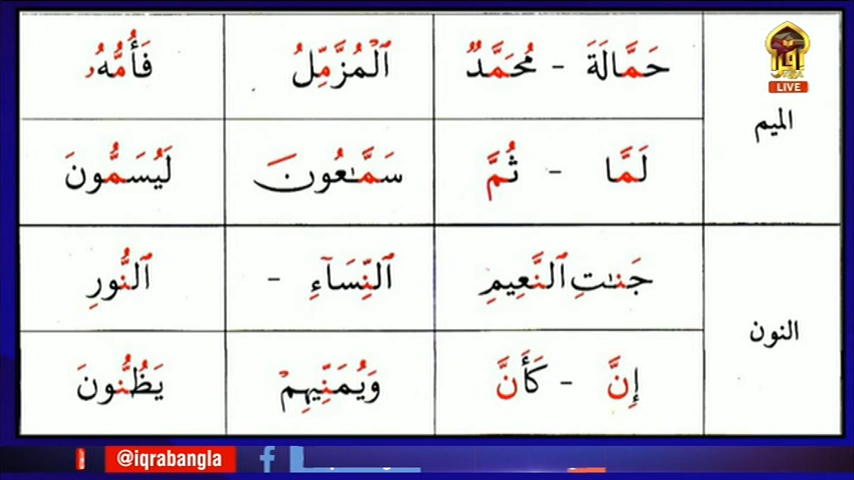 الميم
حَمَّالَةَ - مُحَمَّدٌ ٱلْمُزَّمِّلُ فَأُمُّهُۥ
لَمَّا - ثُمَّ سَمَّـٰعُونَ لَيُسَمُّونَ
النون
جَنَّـٰتِ ٱلنَّعِيمِ ٱلنِّسَآءِ - ٱلنُّورِ
إِنَّ - كَأَنَّ وَيُمَنِّيهِمْ يَظُنُّونَ
LIVE
@iqrabangla